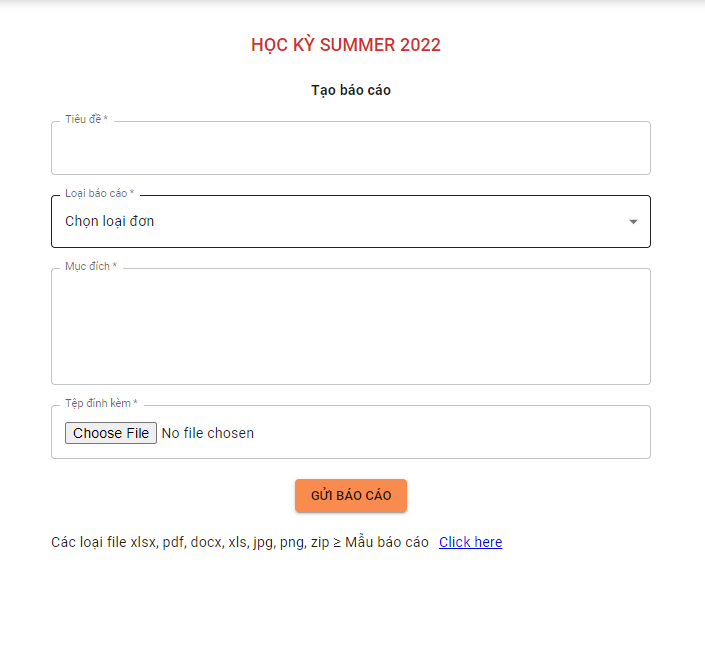 HỌC KỲ SUMMER 2022
Tạo báo cáo
Tiêu đề *
Loại báo cáo *
Chọn loại đơn
Mục đích *
Tệp đính kèm *
Choose File No file chosen
GỬI BÁO CÁO
Các loại file xlsx, pdf, docx, xls, jpg, png, zip ≥ Mẫu báo cáo Click here